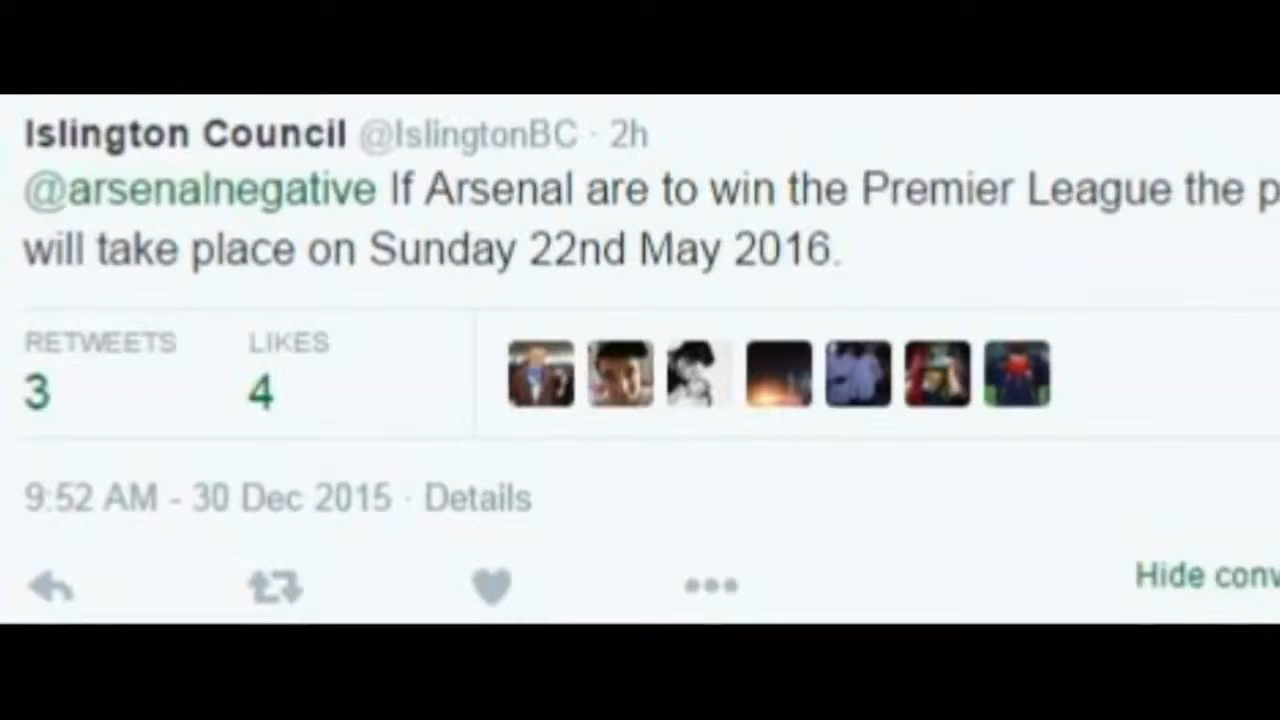 Islington Council @IslingtonBC · 2h
@arsenalnegative If Arsenal are to win the Premier League the p
will take place on Sunday 22nd May 2016.
RETWEETS LIKES
3 4
9:52 AM - 30 Dec 2015 · Details
Hide conv